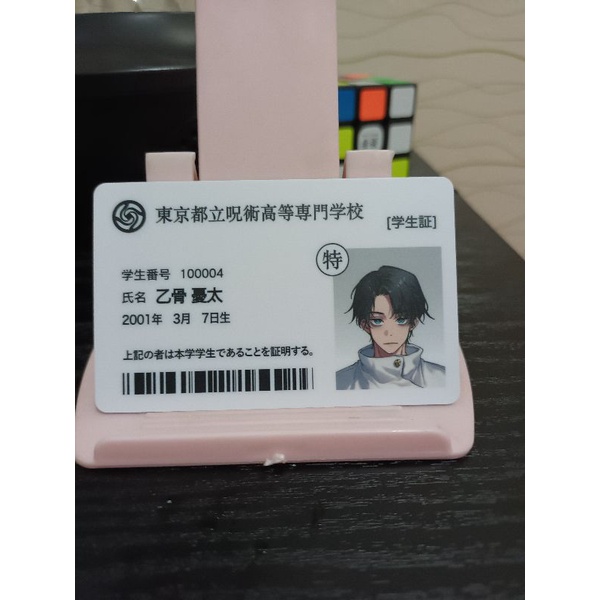 東京都立呪術高等専門学校
[学生証]
特
学生番号 100004
氏名 乙骨 憂太
2001年 3月 7日生
上記の者は本学学生であることを証明する。